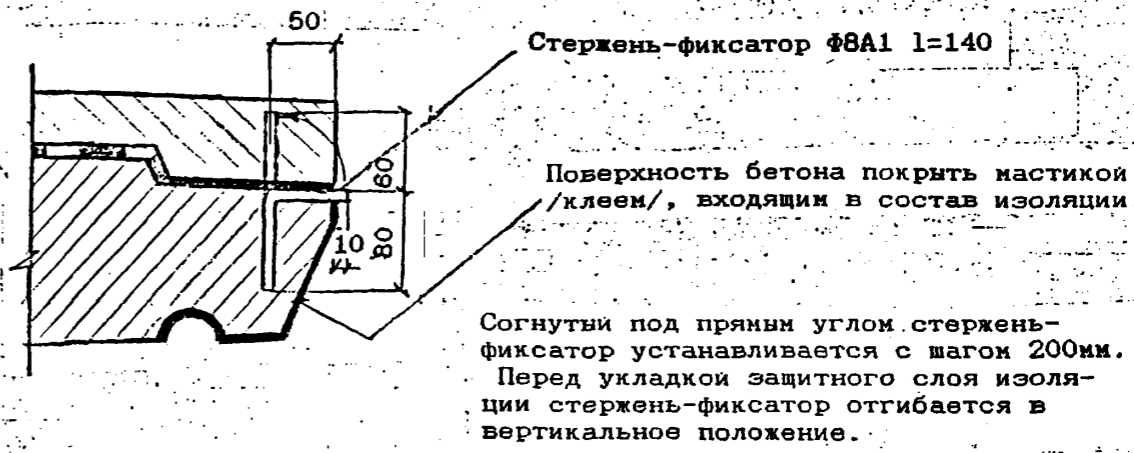 50
Стержень-фиксатор Ф8А1 l=140
80
Поверхность бетона покрыть мастикой
/клеем/, входящим в состав изоляции
10
80
Согнутый под прямым углом стержень-
фиксатор устанавливается с шагом 200мм.
Перед укладкой защитного слоя изоля-
ции стержень-фиксатор отгибается в
вертикальное положение.